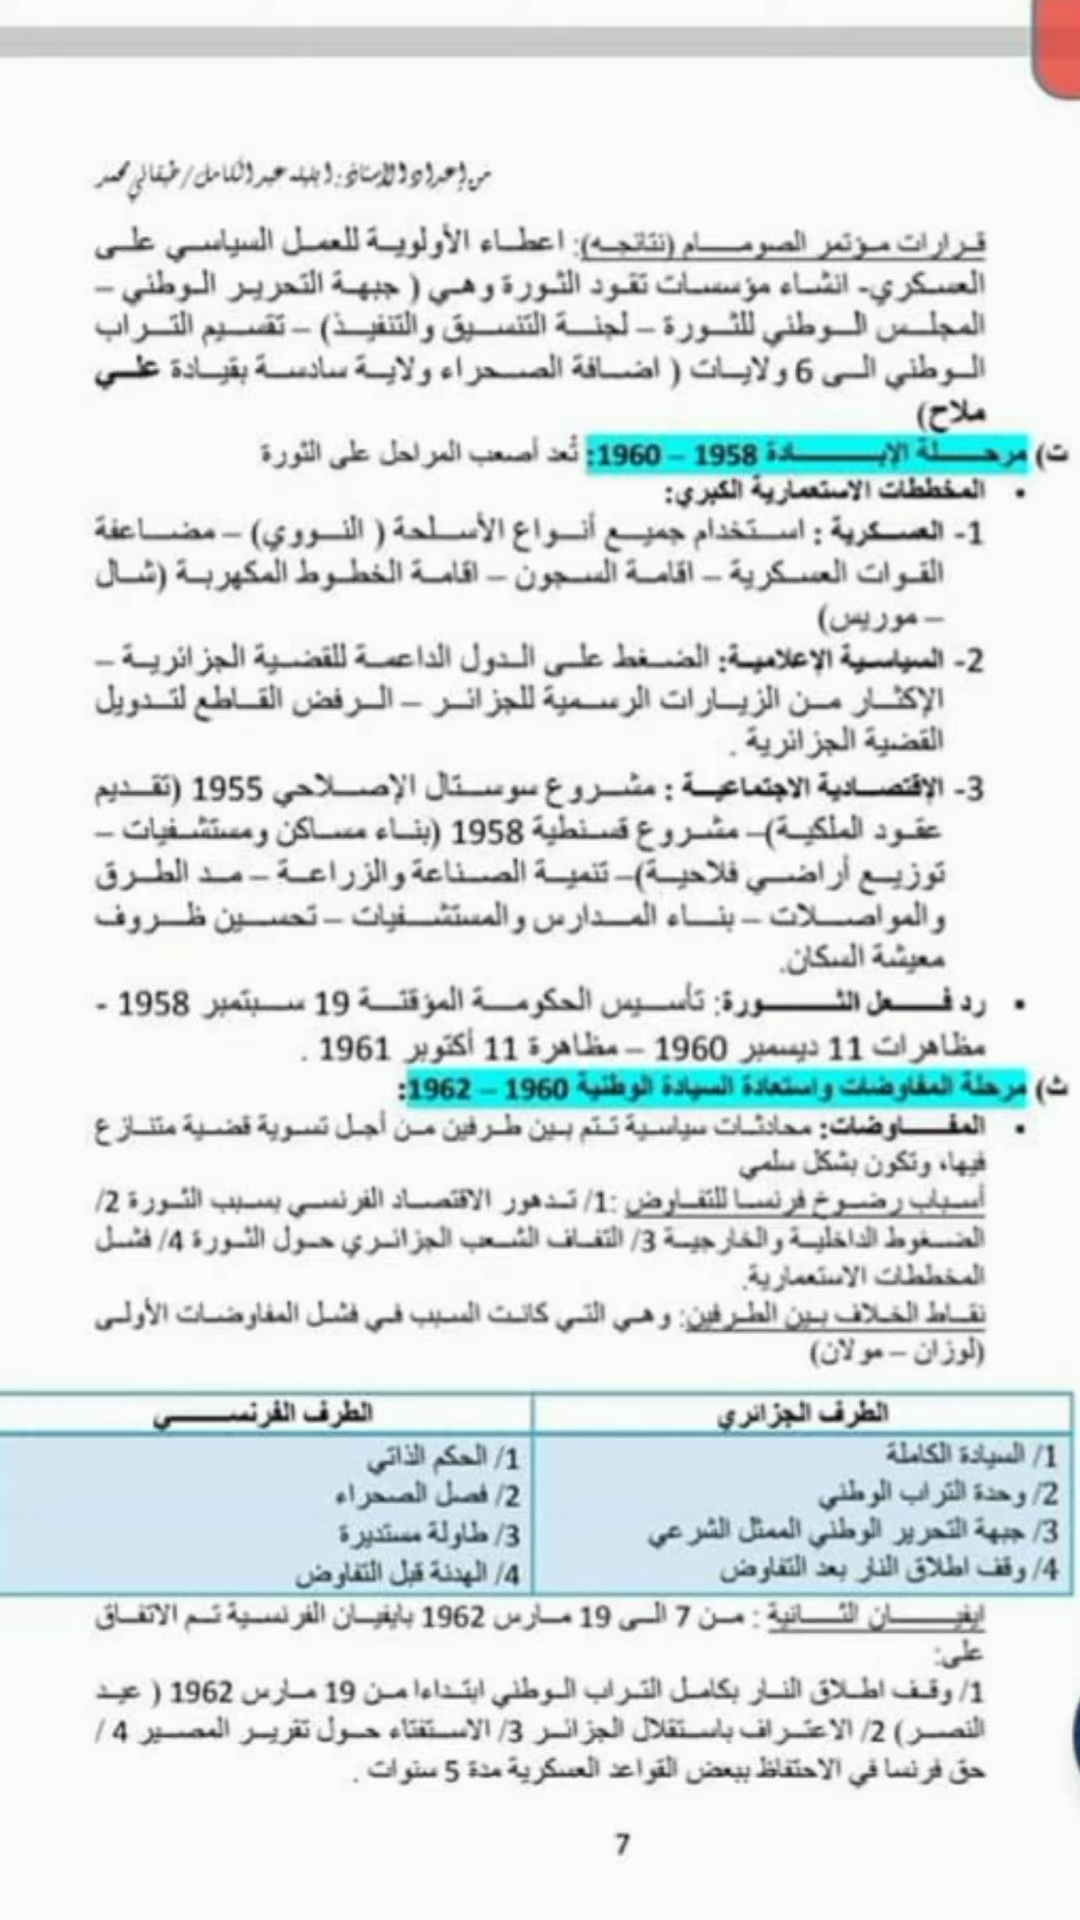 من إعداد الأستاذ: ابليلة عبد الكامل / طبقالي محمد
قرارات مؤتمر الصومام (نتائجه): اعطاء الأولوية للعمل السياسي على
العسكري- انشاء مؤسسات تقود الثورة وهي ( جبهة التحرير الوطني –
المجلس الوطني للثورة – لجنة التنسيق والتنفيذ) – تقسيم التراب
الوطني الى 6 ولايات ( اضافة الصحراء ولاية سادسة بقيادة علي
ملاح)
ت) مرحلة الإبادة 1958 – 1960: تُعد أصعب المراحل على الثورة
• المخططات الاستعمارية الكبرى:
1- العسكرية : استخدام جميع أنواع الأسلحة ( النووي) – مضاعفة
القوات العسكرية – اقامة السجون – اقامة الخطوط المكهربة (شال
– موريس)
2- السياسية الإعلامية: الضغط على الدول الداعمة للقضية الجزائرية –
الإكثار من الزيارات الرسمية للجزائر – الرفض القاطع لتدويل
القضية الجزائرية .
3- الإقتصادية الاجتماعية : مشروع سوستال الإصلاحي 1955 (تقديم
عقود الملكية)– مشروع قسنطية 1958 (بناء مساكن ومستشفيات –
توزيع أراضي فلاحية)– تنمية الصناعة والزراعة – مد الطرق
والمواصلات – بناء المدارس والمستشفيات – تحسين ظروف
معيشة السكان.
• رد فعل الثورة: تأسيس الحكومة المؤقتة 19 سبتمبر 1958 -
مظاهرات 11 ديسمبر 1960 – مظاهرة 11 أكتوبر 1961 .
ث) مرحلة المفاوضات واستعادة السيادة الوطنية 1960 – 1962:
• المفاوضات: محادثات سياسية تتم بين طرفين من أجل تسوية قضية متنازع
فيها، وتكون بشكل سلمي
أسباب رضوخ فرنسا للتفاوض :1/ تدهور الاقتصاد الفرنسي بسبب الثورة 2/
الضغوط الداخلية والخارجية 3/ التفاف الشعب الجزائري حول الثورة 4/ فشل
المخططات الاستعمارية.
نقاط الخلاف بين الطرفين: وهي التي كانت السبب في فشل المفاوضات الأولى
(لوزان – مولان)
الطرف الجزائري
الطرف الفرنسي
1/ السيادة الكاملة
1/ الحكم الذاتي
2/ وحدة التراب الوطني
2/ فصل الصحراء
3/ جبهة التحرير الوطني الممثل الشرعي
3/ طاولة مستديرة
4/ وقف اطلاق النار بعد التفاوض
4/ الهدنة قبل التفاوض
ايفيان الثانية : من 7 الى 19 مارس 1962 بايفيان الفرنسية تم الاتفاق
على:
1/ وقف اطلاق النار بكامل التراب الوطني ابتداءا من 19 مارس 1962 ( عيد
النصر) 2/ الاعتراف باستقلال الجزائر 3/ الاستفتاء حول تقرير المصير 4 /
حق فرنسا في الاحتفاظ ببعض القواعد العسكرية مدة 5 سنوات .
7